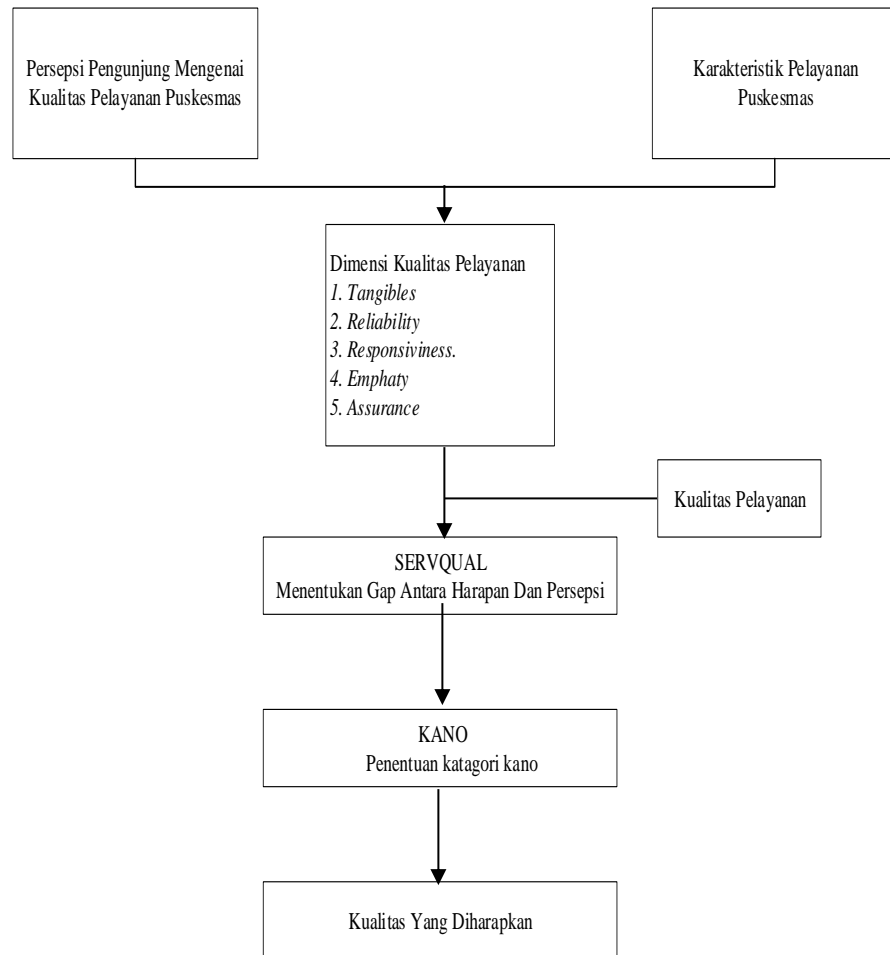 Persepsi Pengunjung Mengenai
Kualitas Pelayanan Puskesmas
Karakteristik Pelayanan
Puskesmas
Dimensi Kualitas Pelayanan
1. Tangibles
2. Reliability
3. Responsiviness.
4. Emphaty
5. Assurance
Kualitas Pelayanan
SERVQUAL
Menentukan Gap Antara Harapan Dan Persepsi
KANO
Penentuan katagori kano
Kualitas Yang Diharapkan